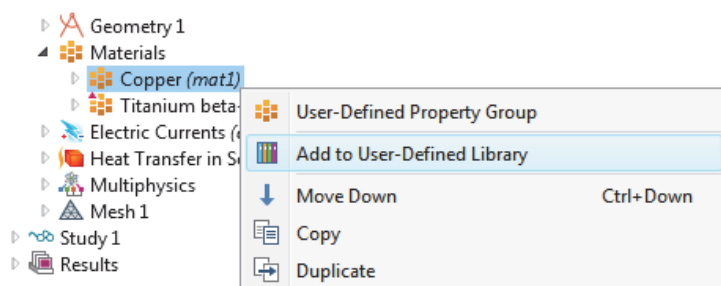 Geometry 1
Materials
Copper (mat1)
Titanium beta-
Electric Currents (
Heat Transfer in S
Multiphysics
Mesh 1
Study 1
Results
User-Defined Property Group
Add to User-Defined Library
Move Down Ctrl+Down
Copy
Duplicate